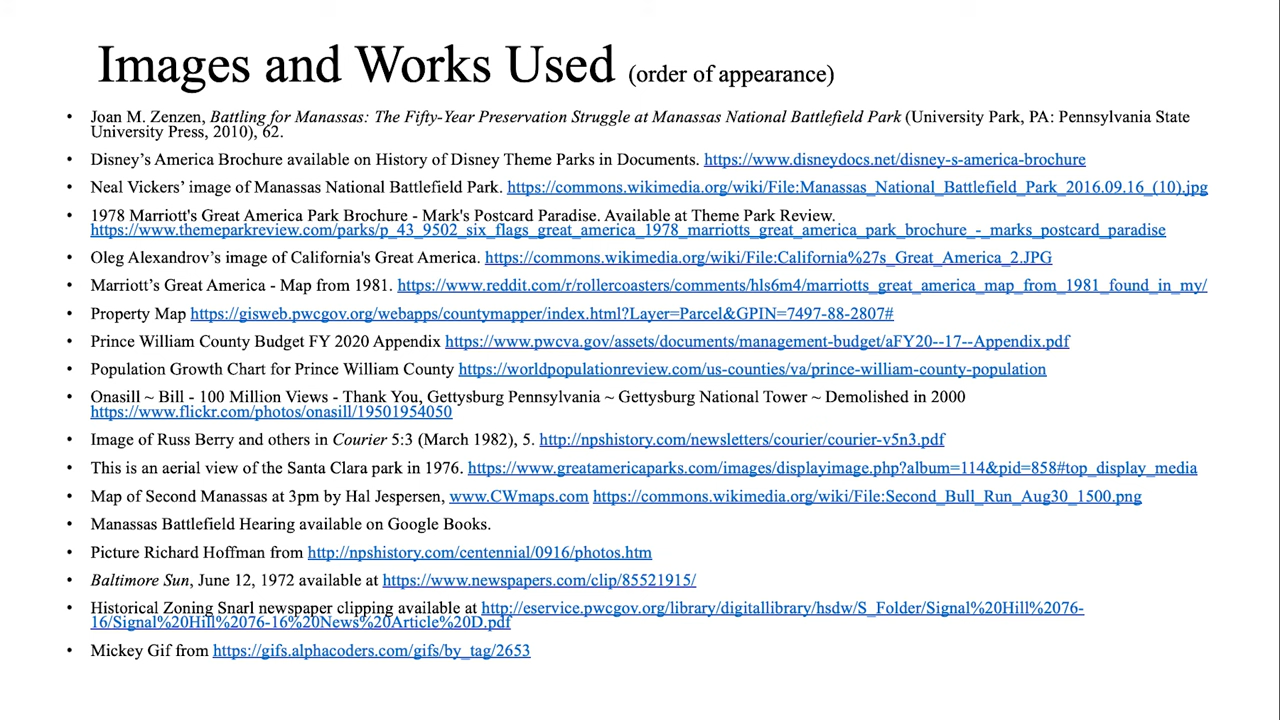 Images and Works Used (order of appearance)
• Joan M. Zenzen, Battling for Manassas: The Fifty-Year Preservation Struggle at Manassas National Battlefield Park (University Park, PA: Pennsylvania State
University Press, 2010), 62.
• Disney’s America Brochure available on History of Disney Theme Parks in Documents. https://www.disneydocs.net/disney-s-america-brochure
• Neal Vickers’ image of Manassas National Battlefield Park. https://commons.wikimedia.org/wiki/File:Manassas_National_Battlefield_Park_2016.09.16_(10).jpg
• 1978 Marriott's Great America Park Brochure - Mark's Postcard Paradise. Available at Theme Park Review.
https://www.themeparkreview.com/parks/p_43_9502_six_flags_great_america_1978_marriotts_great_america_park_brochure_-_marks_postcard_paradise
• Oleg Alexandrov’s image of California's Great America. https://commons.wikimedia.org/wiki/File:California%27s_Great_America_2.JPG
• Marriott’s Great America - Map from 1981. https://www.reddit.com/r/rollercoasters/comments/hls6m4/marriotts_great_america_map_from_1981_found_in_my/
• Property Map https://gisweb.pwcgov.org/webapps/countymapper/index.html?Layer=Parcel&GPIN=7497-88-2807#
• Prince William County Budget FY 2020 Appendix https://www.pwcva.gov/assets/documents/management-budget/aFY20--17--Appendix.pdf
• Population Growth Chart for Prince William County https://worldpopulationreview.com/us-counties/va/prince-william-county-population
• Onasill ~ Bill - 100 Million Views - Thank You, Gettysburg Pennsylvania ~ Gettysburg National Tower ~ Demolished in 2000
https://www.flickr.com/photos/onasill/19501954050
• Image of Russ Berry and others in Courier 5:3 (March 1982), 5. http://npshistory.com/newsletters/courier/courier-v5n3.pdf
• This is an aerial view of the Santa Clara park in 1976. https://www.greatamericaparks.com/images/displayimage.php?album=114&pid=858#top_display_media
• Map of Second Manassas at 3pm by Hal Jespersen, www.CWmaps.com https://commons.wikimedia.org/wiki/File:Second_Bull_Run_Aug30_1500.png
• Manassas Battlefield Hearing available on Google Books.
• Picture Richard Hoffman from http://npshistory.com/centennial/0916/photos.htm
• Baltimore Sun, June 12, 1972 available at https://www.newspapers.com/clip/85521915/
• Historical Zoning Snarl newspaper clipping available at http://eservice.pwcgov.org/library/digitallibrary/hsdw/S_Folder/Signal%20Hill%2076-
16/Signal%20Hill%2076-16%20News%20Article%20D.pdf
• Mickey Gif from https://gifs.alphacoders.com/gifs/by_tag/2653